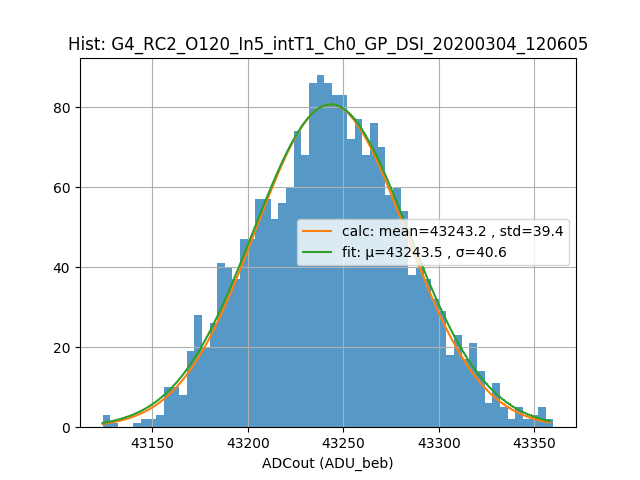 Hist: G4_RC2_O120_In5_intT1_Ch0_GP_DSI_20200304_120605
80
60
40
20
0
calc: mean=43243.2 , std=39.4
fit: μ=43243.5 , σ=40.6
43150 43200 43250 43300 43350
ADCout (ADU_beb)